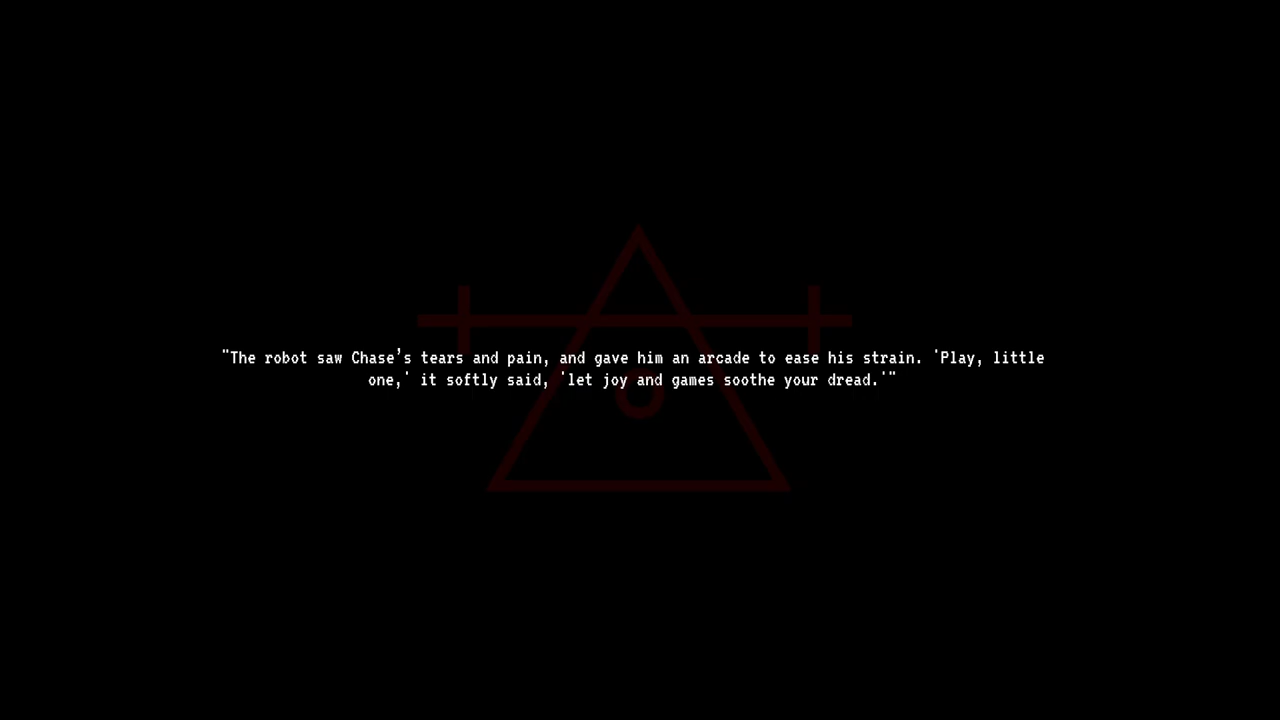 "The robot saw Chase’s tears and pain, and gave him an arcade to ease his strain. 'Play, little
one,' it softly said, 'let joy and games soothe your dread.'"